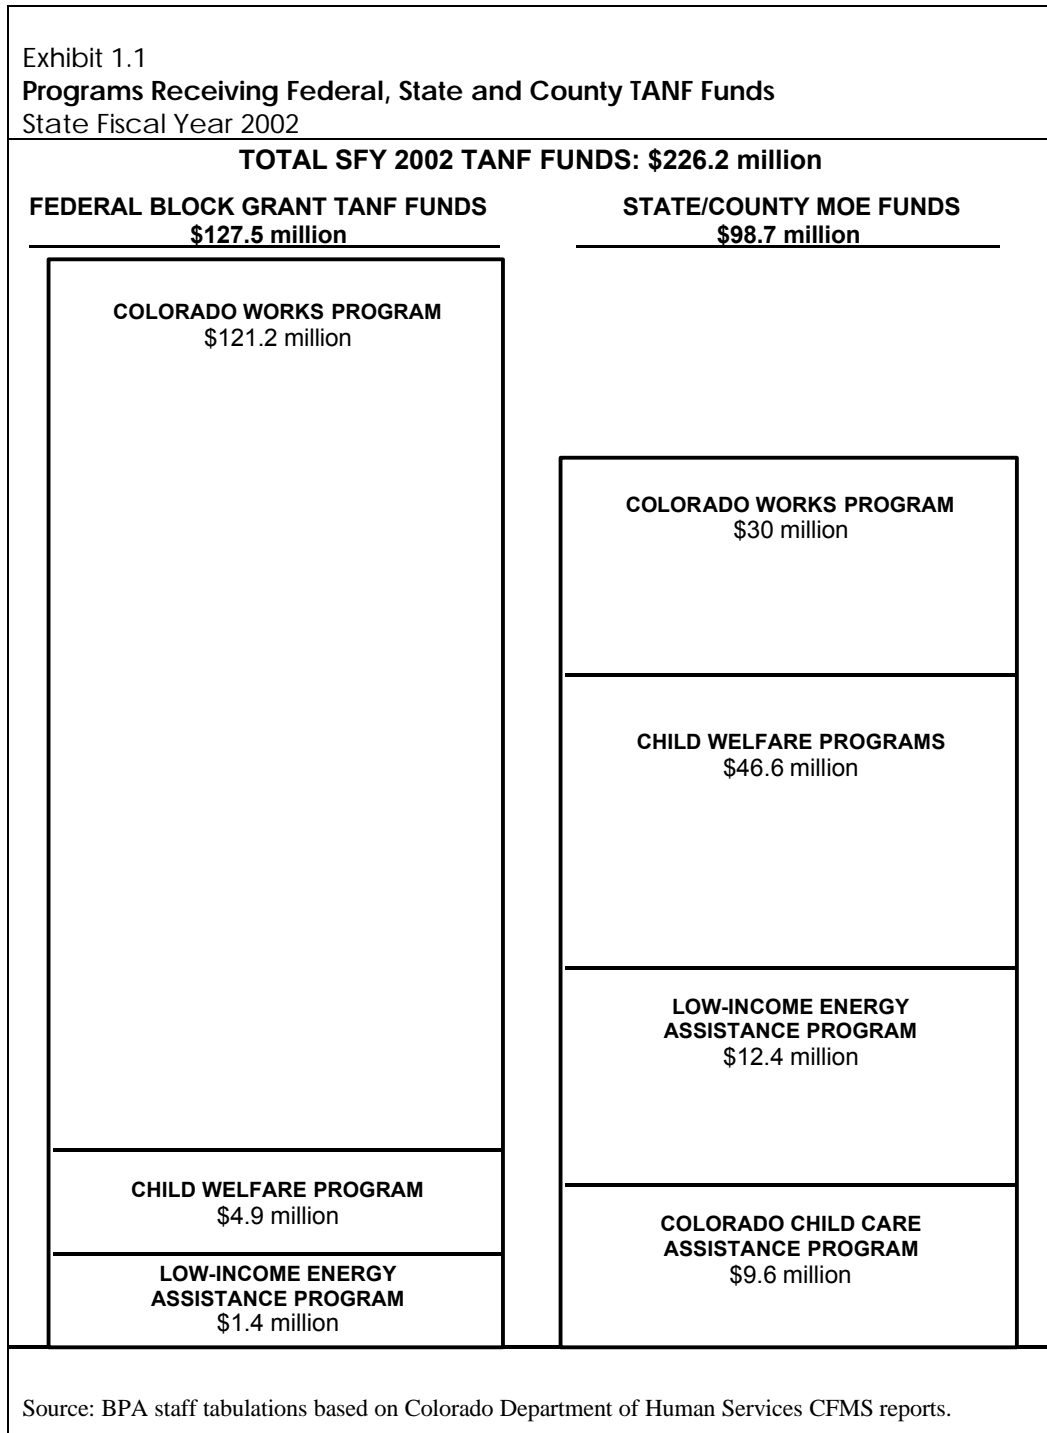 Exhibit 1.1
Programs Receiving Federal, State and County TANF Funds
State Fiscal Year 2002
TOTAL SFY 2002 TANF FUNDS: $226.2 million
FEDERAL BLOCK GRANT TANF FUNDS
$127.5 million
STATE/COUNTY MOE FUNDS
$98.7 million
COLORADO WORKS PROGRAM
$121.2 million
CHILD WELFARE PROGRAM
$4.9 million
LOW-INCOME ENERGY
ASSISTANCE PROGRAM
$1.4 million
COLORADO WORKS PROGRAM
$30 million
CHILD WELFARE PROGRAMS
$46.6 million
LOW-INCOME ENERGY
ASSISTANCE PROGRAM
$12.4 million
COLORADO CHILD CARE
ASSISTANCE PROGRAM
$9.6 million
Source: BPA staff tabulations based on Colorado Department of Human Services CFMS reports.